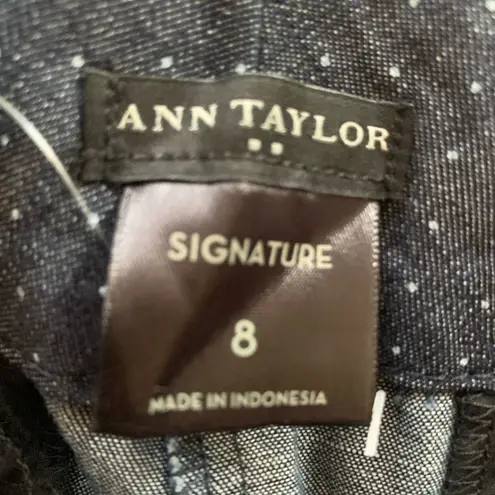 ANN TAYLOR
SIGNATURE
8
MADE IN INDONESIA